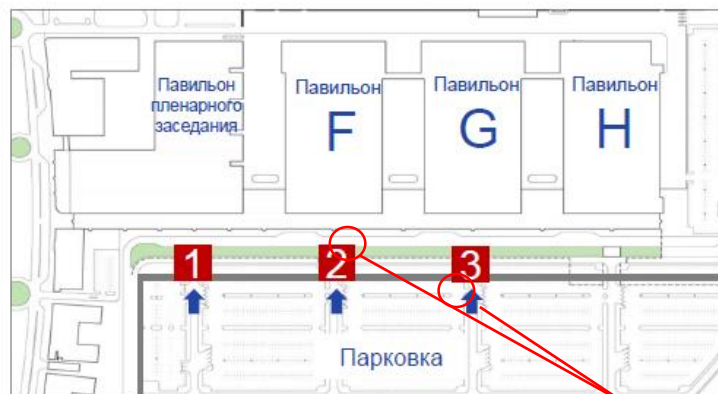 Павильон
пленарного
заседания
Павильон
F
Павильон
G
Павильон
H
1
2
3
Парковка